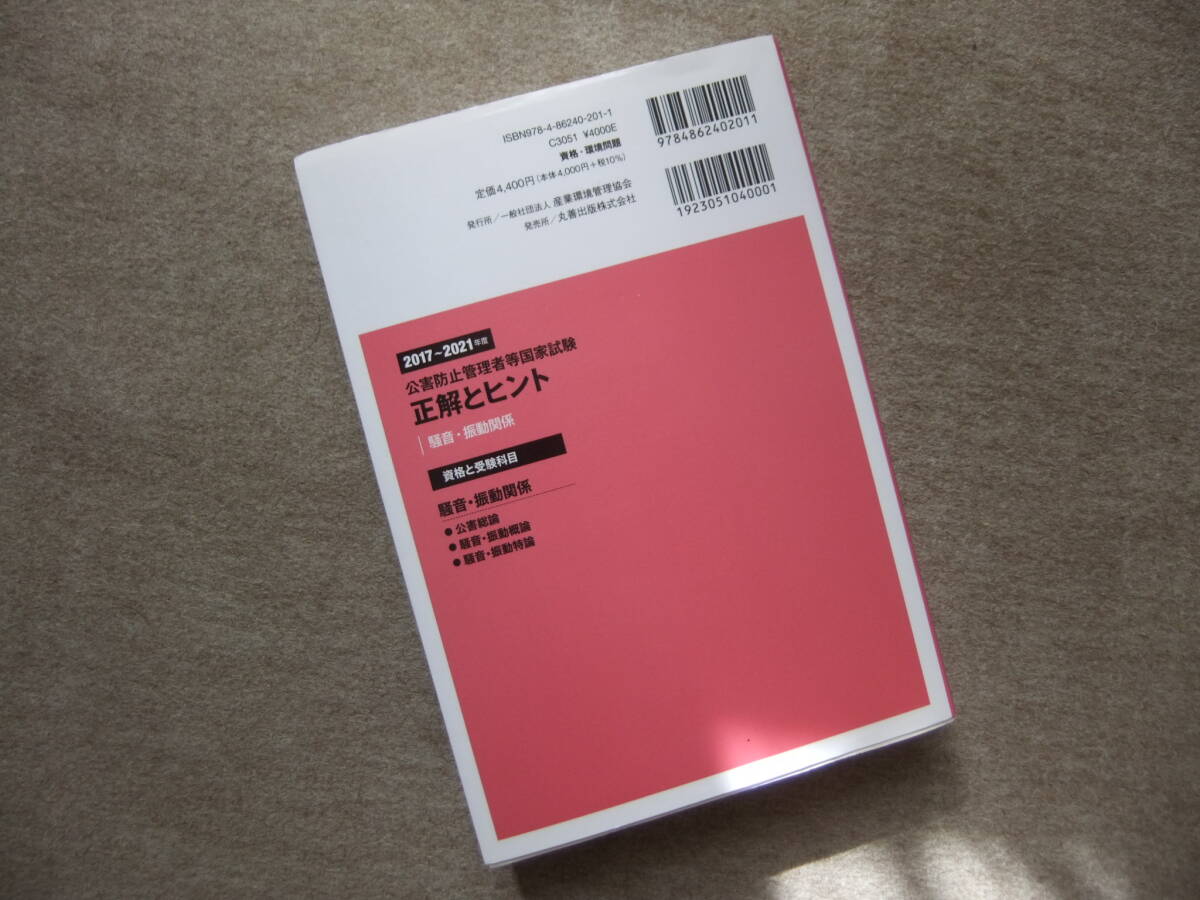 ISBN978-4-86240-201-1
C3051 ¥4000E
資格・環境問題
定価4,400円(本体4,000円+税10%)
発行所/一般社団法人 産業環境管理協会
発売所/丸善出版株式会社
9784862402011
1923051040001
2017~2021年度
公害防止管理者等国家試験
正解とヒント
騒音・振動関係
資格と受験科目
騒音・振動関係
● 公害総論
● 騒音・振動概論
● 騒音・振動特論